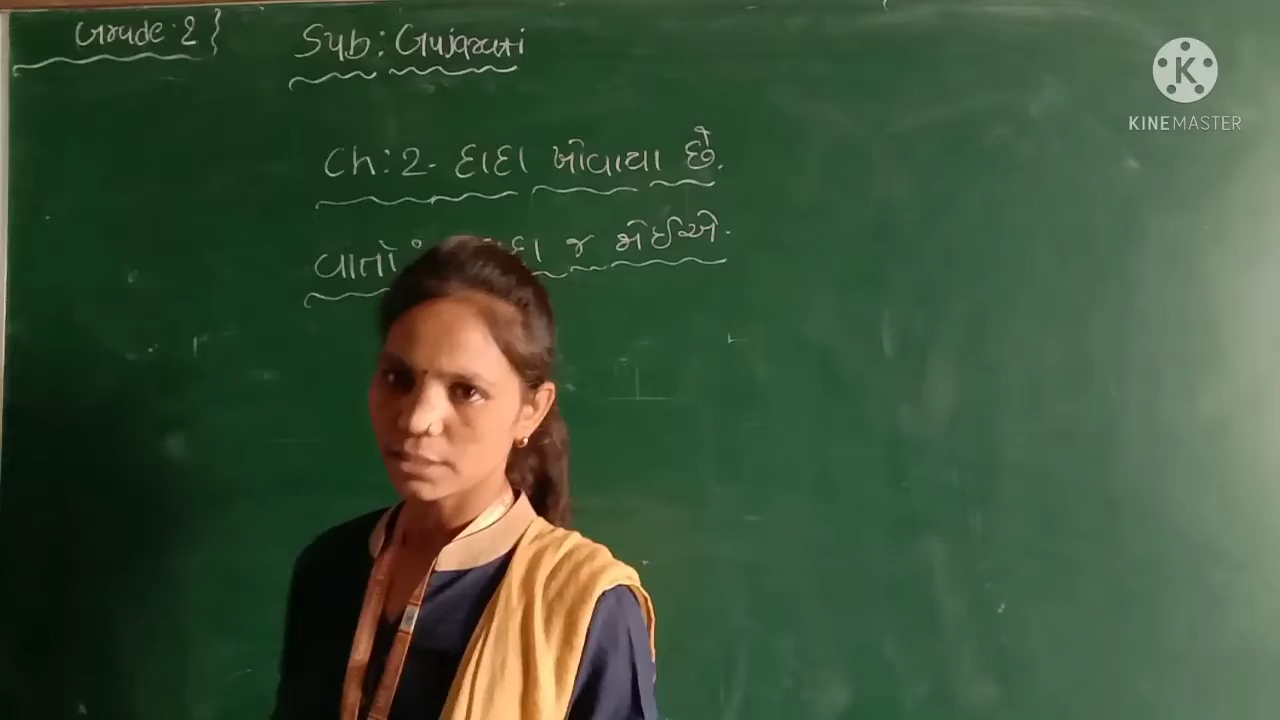 Grade: 2 }
Sub: Gujarati
Ch: 2 - દાદા ખોવાયા છે.
વાર્તા જ જોઈએ.
KINEMASTER